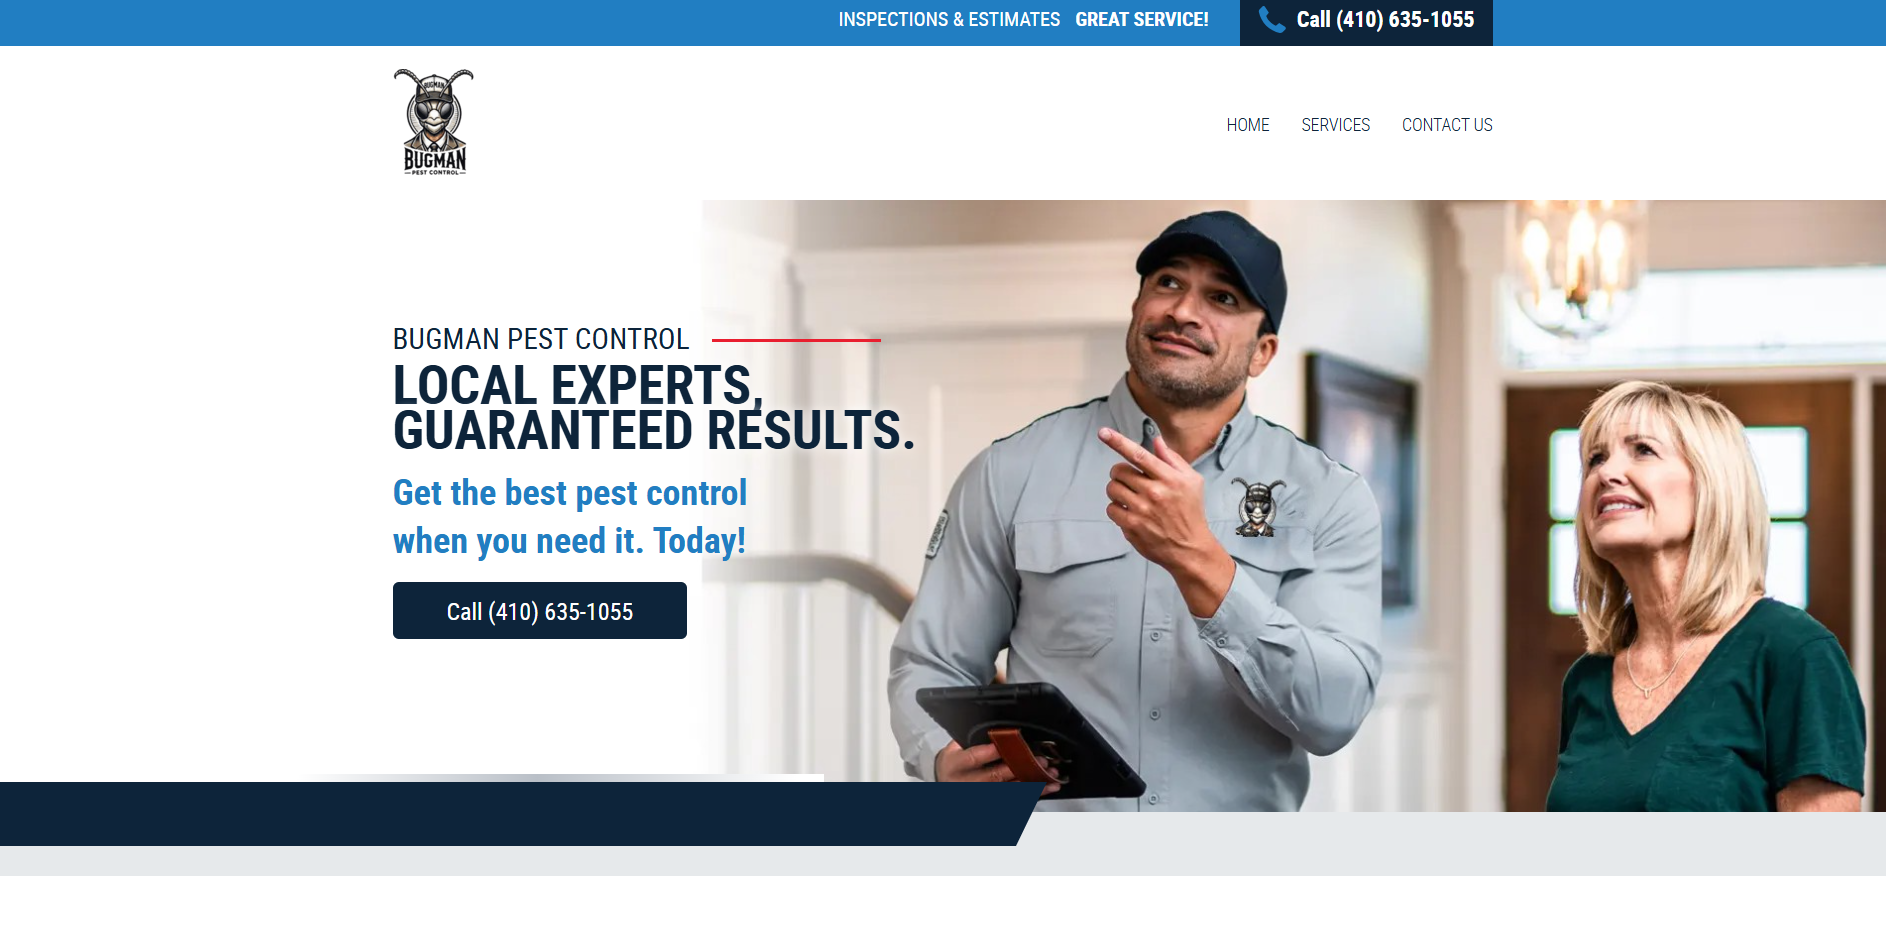 INSPECTIONS & ESTIMATES GREAT SERVICE!
Call (410) 635-1055
BUGMAN
BUGMAN
PEST CONTROL
HOME
SERVICES
CONTACT US
BUGMAN PEST CONTROL
LOCAL EXPERTS,
GUARANTEED RESULTS.
Get the best pest control
when you need it. Today!
Call (410) 635-1055